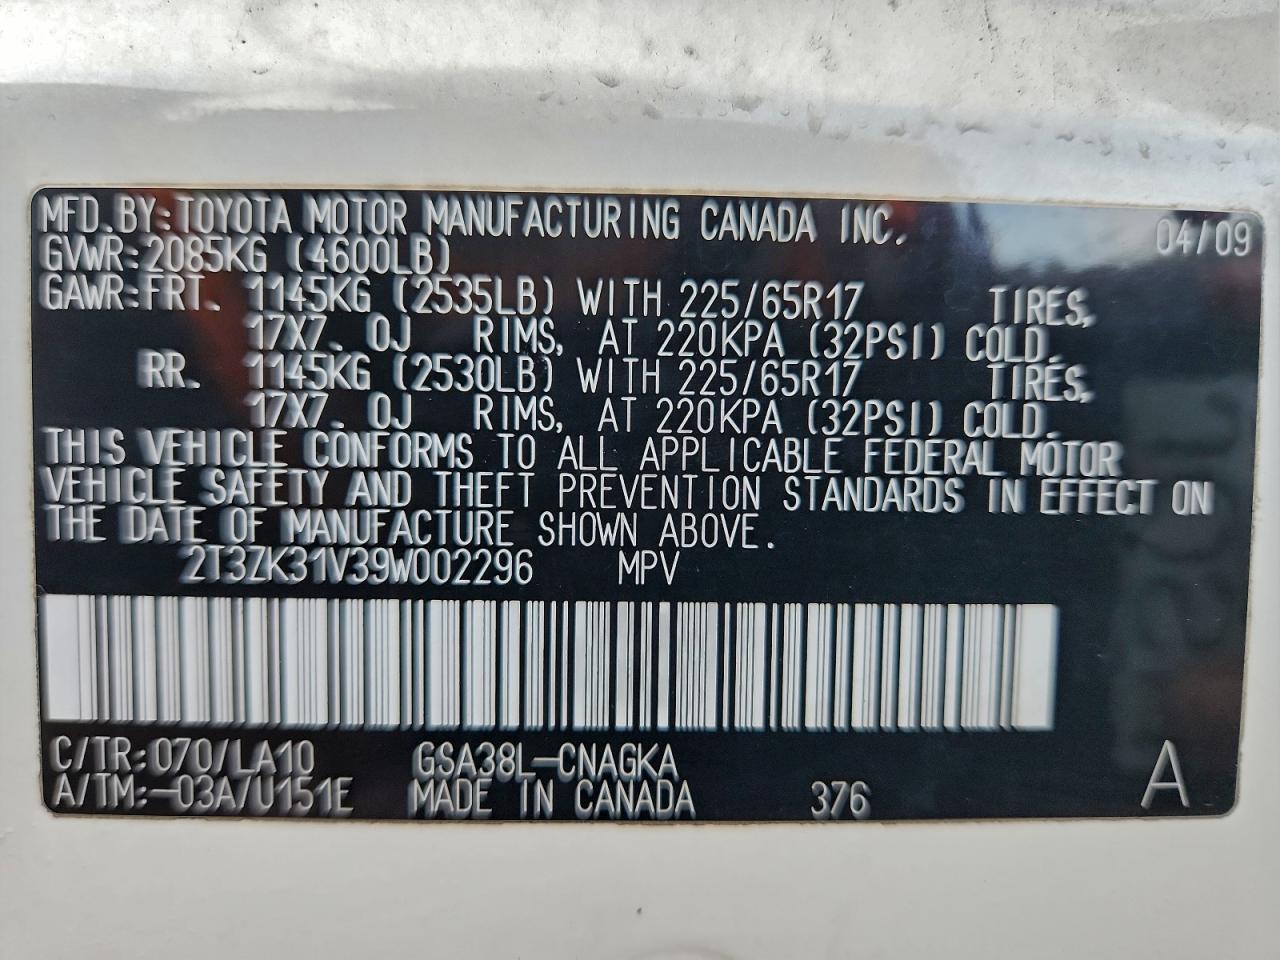 MFD.BY:TOYOTA MOTOR MANUFACTURING CANADA INC. 04/09
GVWR:2085KG (4600LB)
GAWR:FRT. 1145KG (2535LB) WITH 225/65R17 TIRES,
17X7. 0J RIMS, AT 220KPA (32PSI) COLD.
RR. 1145KG (2530LB) WITH 225/65R17 TIRES,
17X7. 0J RIMS, AT 220KPA (32PSI) COLD.
THIS VEHICLE CONFORMS TO ALL APPLICABLE FEDERAL MOTOR
VEHICLE SAFETY AND THEFT PREVENTION STANDARDS IN EFFECT ON
THE DATE OF MANUFACTURE SHOWN ABOVE.
2T3ZK31V39W002296 MPV
C/TR:070/LA10 GSA38L-CNAGKA A
A/TM:-03A/U151E MADE IN CANADA 376